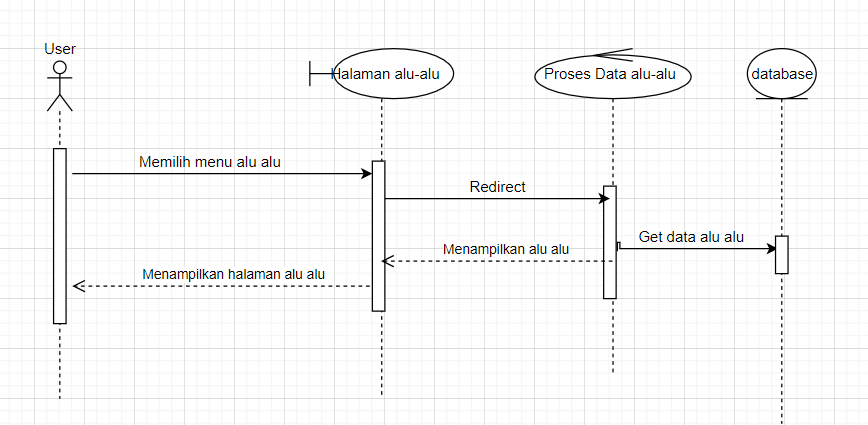 User
Halaman alu-alu
Proses Data alu-alu
database
Memilih menu alu alu
Redirect
Get data alu alu
Menampilkan alu alu
Menampilkan halaman alu alu